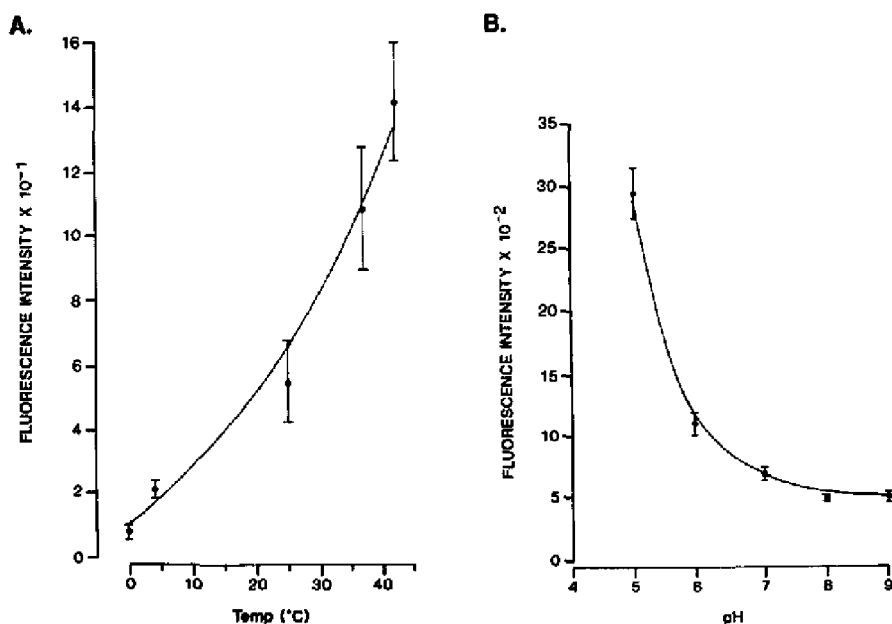 A.
FLUORESCENCE INTENSITY X 10⁻¹
16
14
12
10
8
6
4
2
0
0 10 20 30 40
Temp (°C)
B.
FLUORESCENCE INTENSITY X 10⁻²
35
30
25
20
15
10
5
0
4 5 6 7 8 9
pH